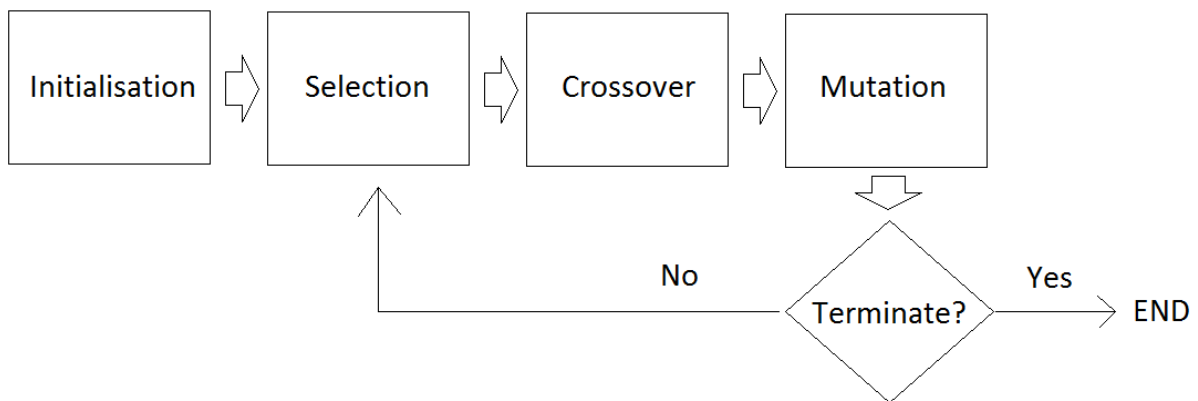 Initialisation
Selection
Crossover
Mutation
No
Yes
Terminate?
END